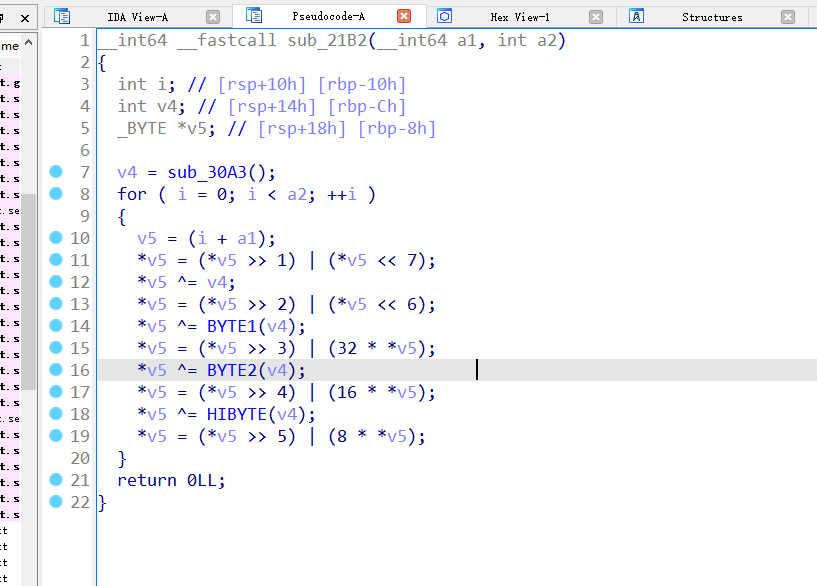 IDA View-A
Pseudocode-A
Hex View-1
Structures
me
t
t.g
t.s
t.s
t.s
t.s
t.s
t.s
t.s
t.se
t.s
t.s
t.s
t.s
t.s
t.s
t.s
t.s
t.s
t.s
t.s
t.se
t.s
t.s
t.s
t.s
t.s
tt
tt
tt
tt
1 __int64 __fastcall sub_21B2(__int64 a1, int a2)
2 {
3 int i; // [rsp+10h] [rbp-10h]
4 int v4; // [rsp+14h] [rbp-Ch]
5 _BYTE *v5; // [rsp+18h] [rbp-8h]
6
7 v4 = sub_30A3();
8 for ( i = 0; i < a2; ++i )
9 {
10 v5 = (i + a1);
11 *v5 = (*v5 >> 1) | (*v5 << 7);
12 *v5 ^= v4;
13 *v5 = (*v5 >> 2) | (*v5 << 6);
14 *v5 ^= BYTE1(v4);
15 *v5 = (*v5 >> 3) | (32 * *v5);
16 *v5 ^= BYTE2(v4);
17 *v5 = (*v5 >> 4) | (16 * *v5);
18 *v5 ^= HIBYTE(v4);
19 *v5 = (*v5 >> 5) | (8 * *v5);
20 }
21 return 0LL;
22 }